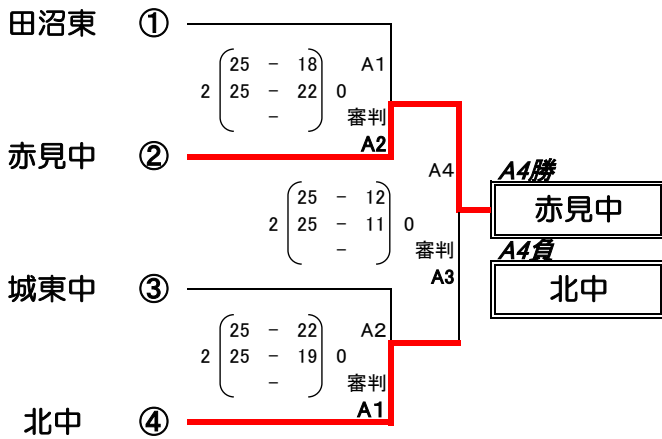 田沼東 ①
25 － 18 A1
2 25 － 22 0
－ 審判
赤見中 ② A2
A4 A4勝
25 － 12 赤見中
2 25 － 11 0
－ 審判 A4負
A3
城東中 ③ 北中
25 － 22 A2
2 25 － 19 0
－ 審判
北中 ④ A1